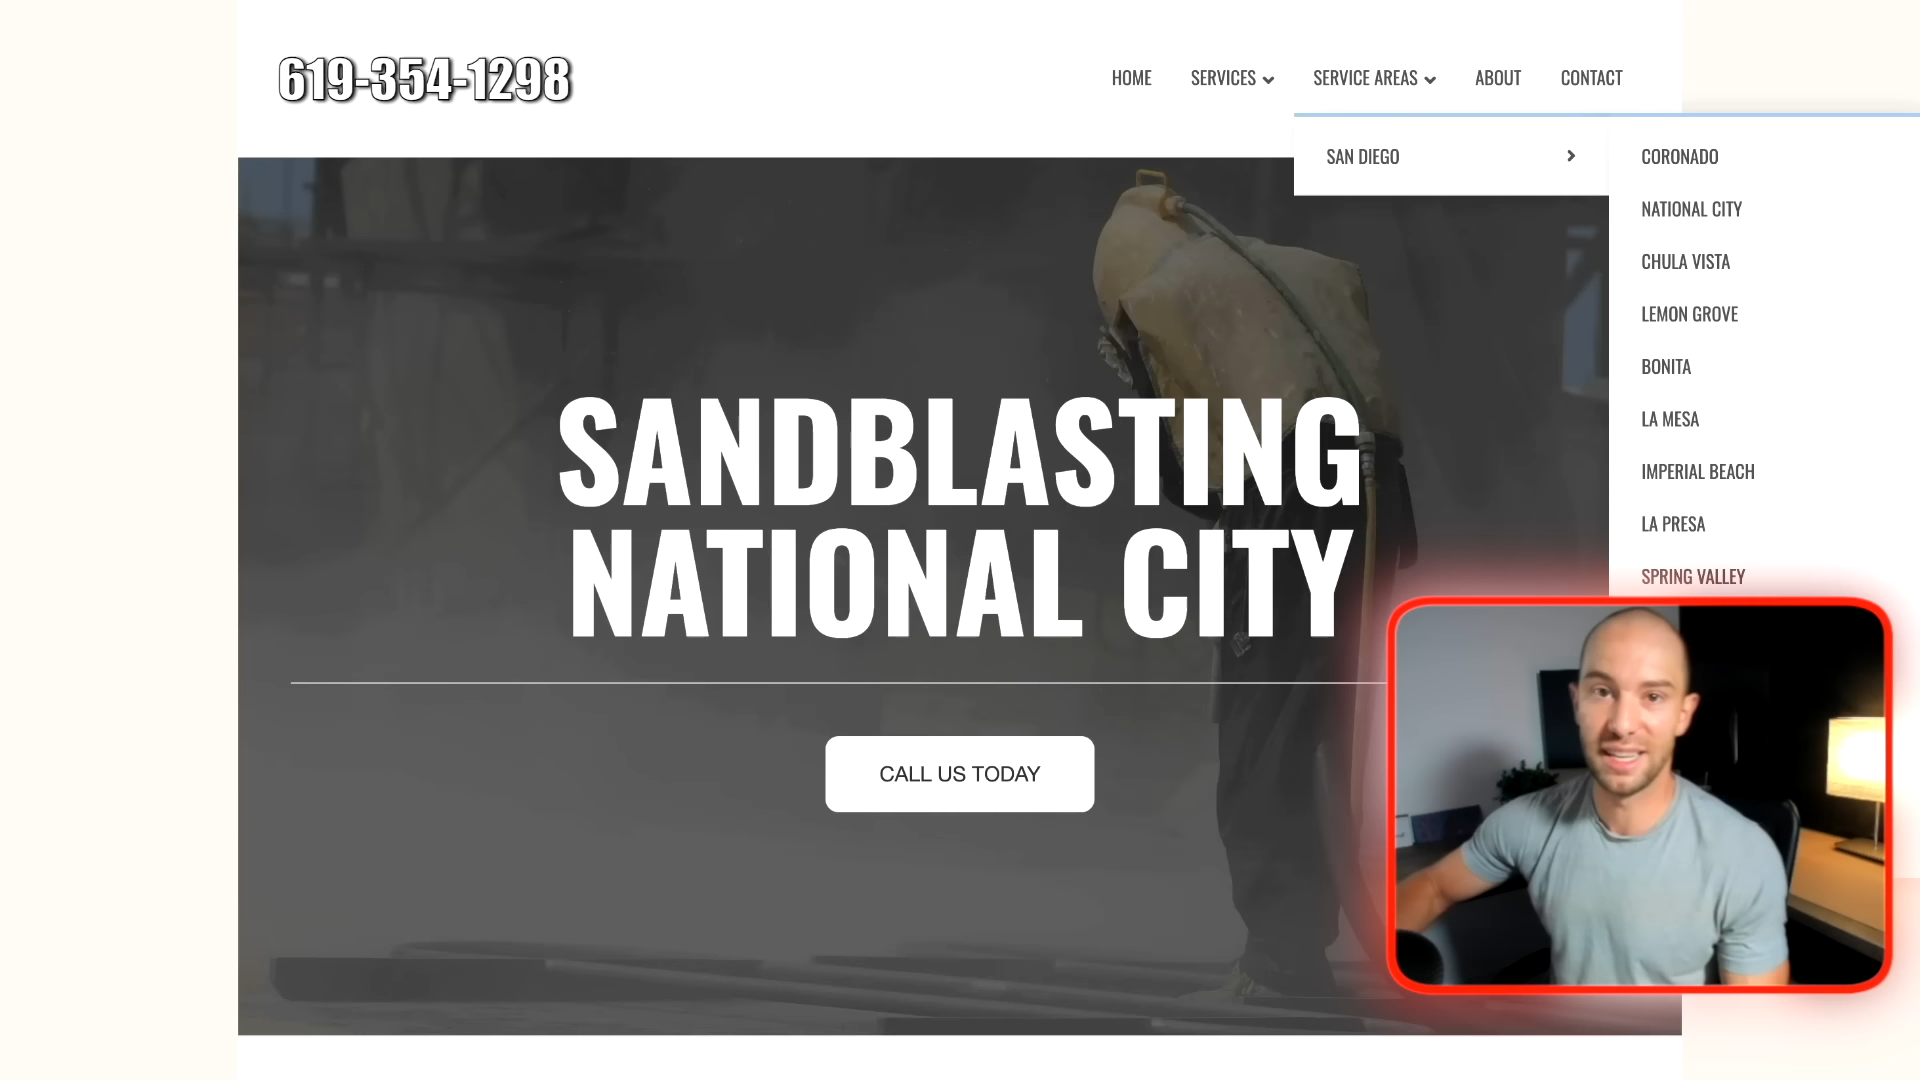 619-354-1298
HOME
SERVICES
SERVICE AREAS
ABOUT
CONTACT
SAN DIEGO
CORONADO
NATIONAL CITY
CHULA VISTA
LEMON GROVE
BONITA
LA MESA
IMPERIAL BEACH
LA PRESA
SPRING VALLEY
SANDBLASTING
NATIONAL CITY
CALL US TODAY